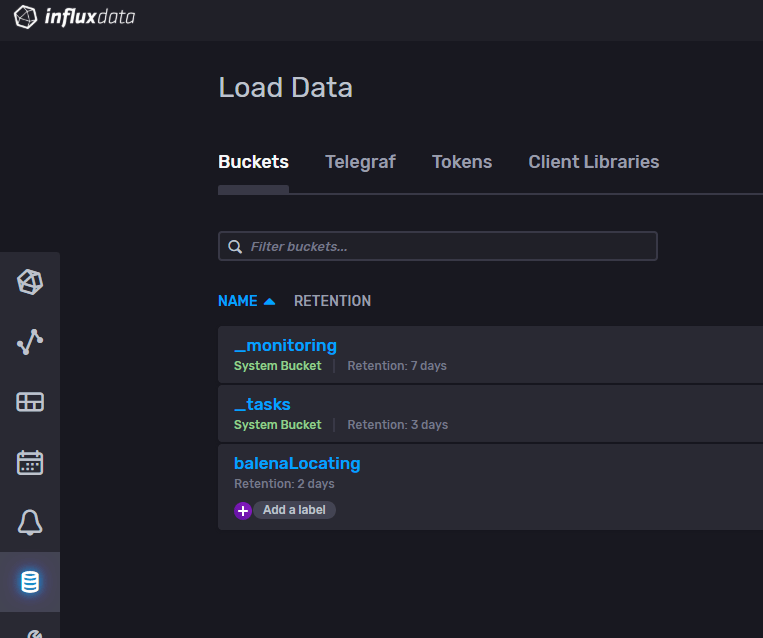 influxdata
Load Data
Buckets Telegraf Tokens Client Libraries
Filter buckets...
NAME RETENTION
_monitoring
System Bucket Retention: 7 days
_tasks
System Bucket Retention: 3 days
balenaLocating
Retention: 2 days
Add a label